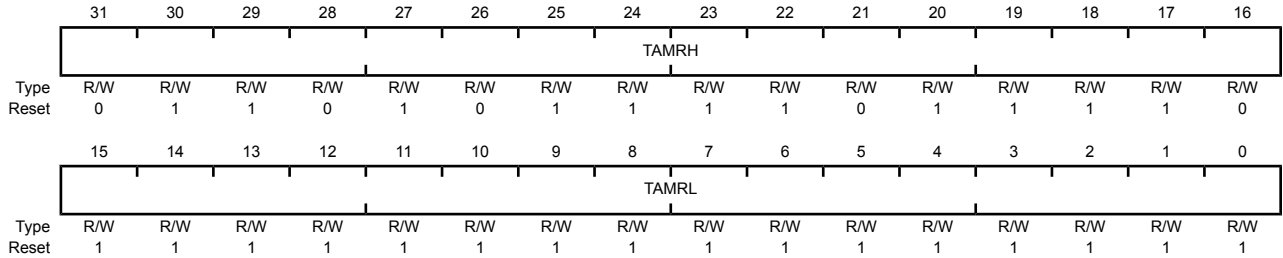 31 30 29 28 27 26 25 24 23 22 21 20 19 18 17 16
TAMRH
Type R/W R/W R/W R/W R/W R/W R/W R/W R/W R/W R/W R/W R/W R/W R/W R/W
Reset 0 1 1 0 1 0 1 1 1 1 0 1 1 1 1 0
15 14 13 12 11 10 9 8 7 6 5 4 3 2 1 0
TAMRL
Type R/W R/W R/W R/W R/W R/W R/W R/W R/W R/W R/W R/W R/W R/W R/W R/W
Reset 1 1 1 1 1 1 1 1 1 1 1 1 1 1 1 1